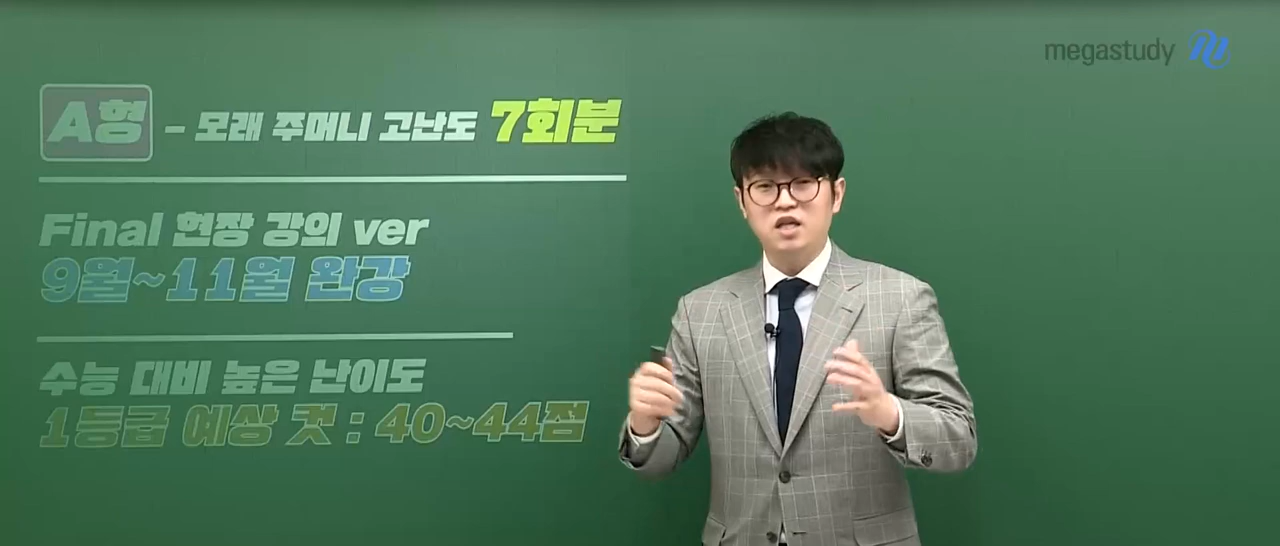 megastudy
A형 - 모래 주머니 고난도 7회분
Final 현장 강의 ver
9월~11월 완강
수능 대비 높은 난이도
1등급 예상 컷 : 40~44점